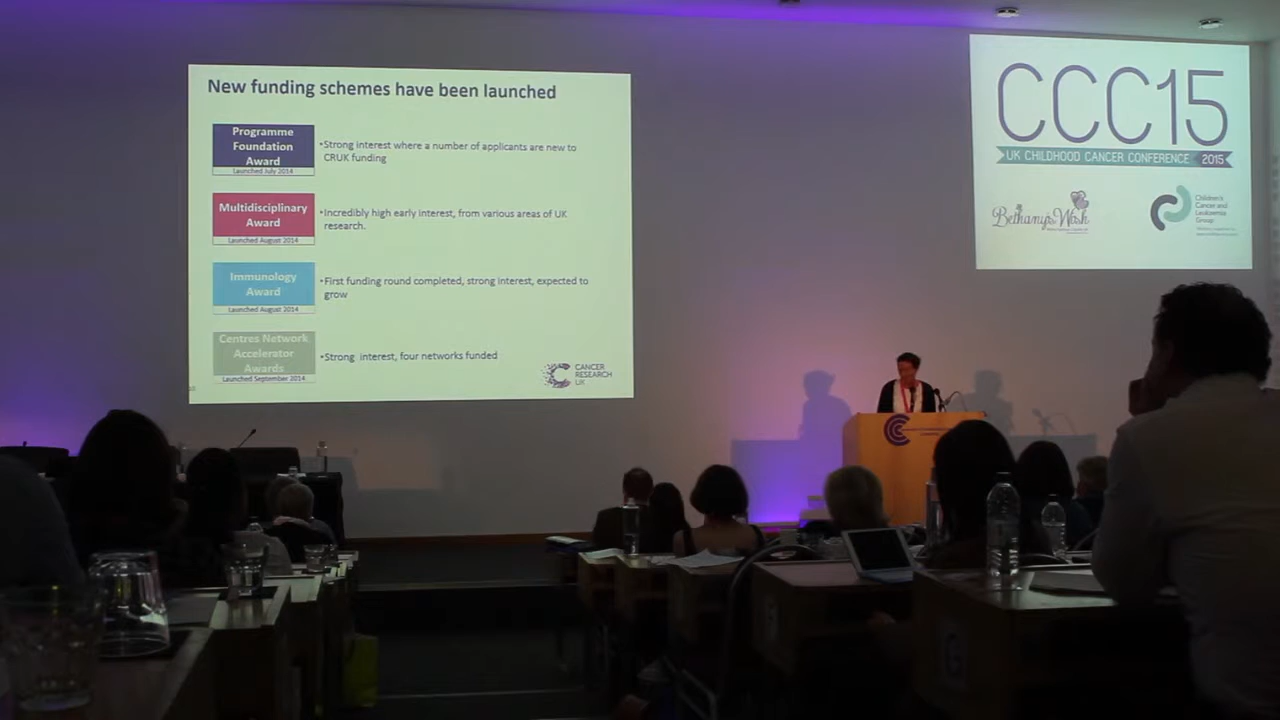 New funding schemes have been launched
Programme
Foundation
Award
Launched July 2014
•Strong interest where a number of applicants are new to
CRUK funding
Multidisciplinary
Award
Launched August 2014
•Incredibly high early interest, from various areas of UK
research.
Immunology
Award
Launched August 2014
•First funding round completed, strong interest, expected to
grow
Centres Network
Accelerator
Awards
Launched September 2014
•Strong interest, four networks funded
CANCER
RESEARCH
UK
CCC15
UK CHILDHOOD CANCER CONFERENCE 2015
Bethany's Wish
Children's
Cancer and
Leukaemia
Group